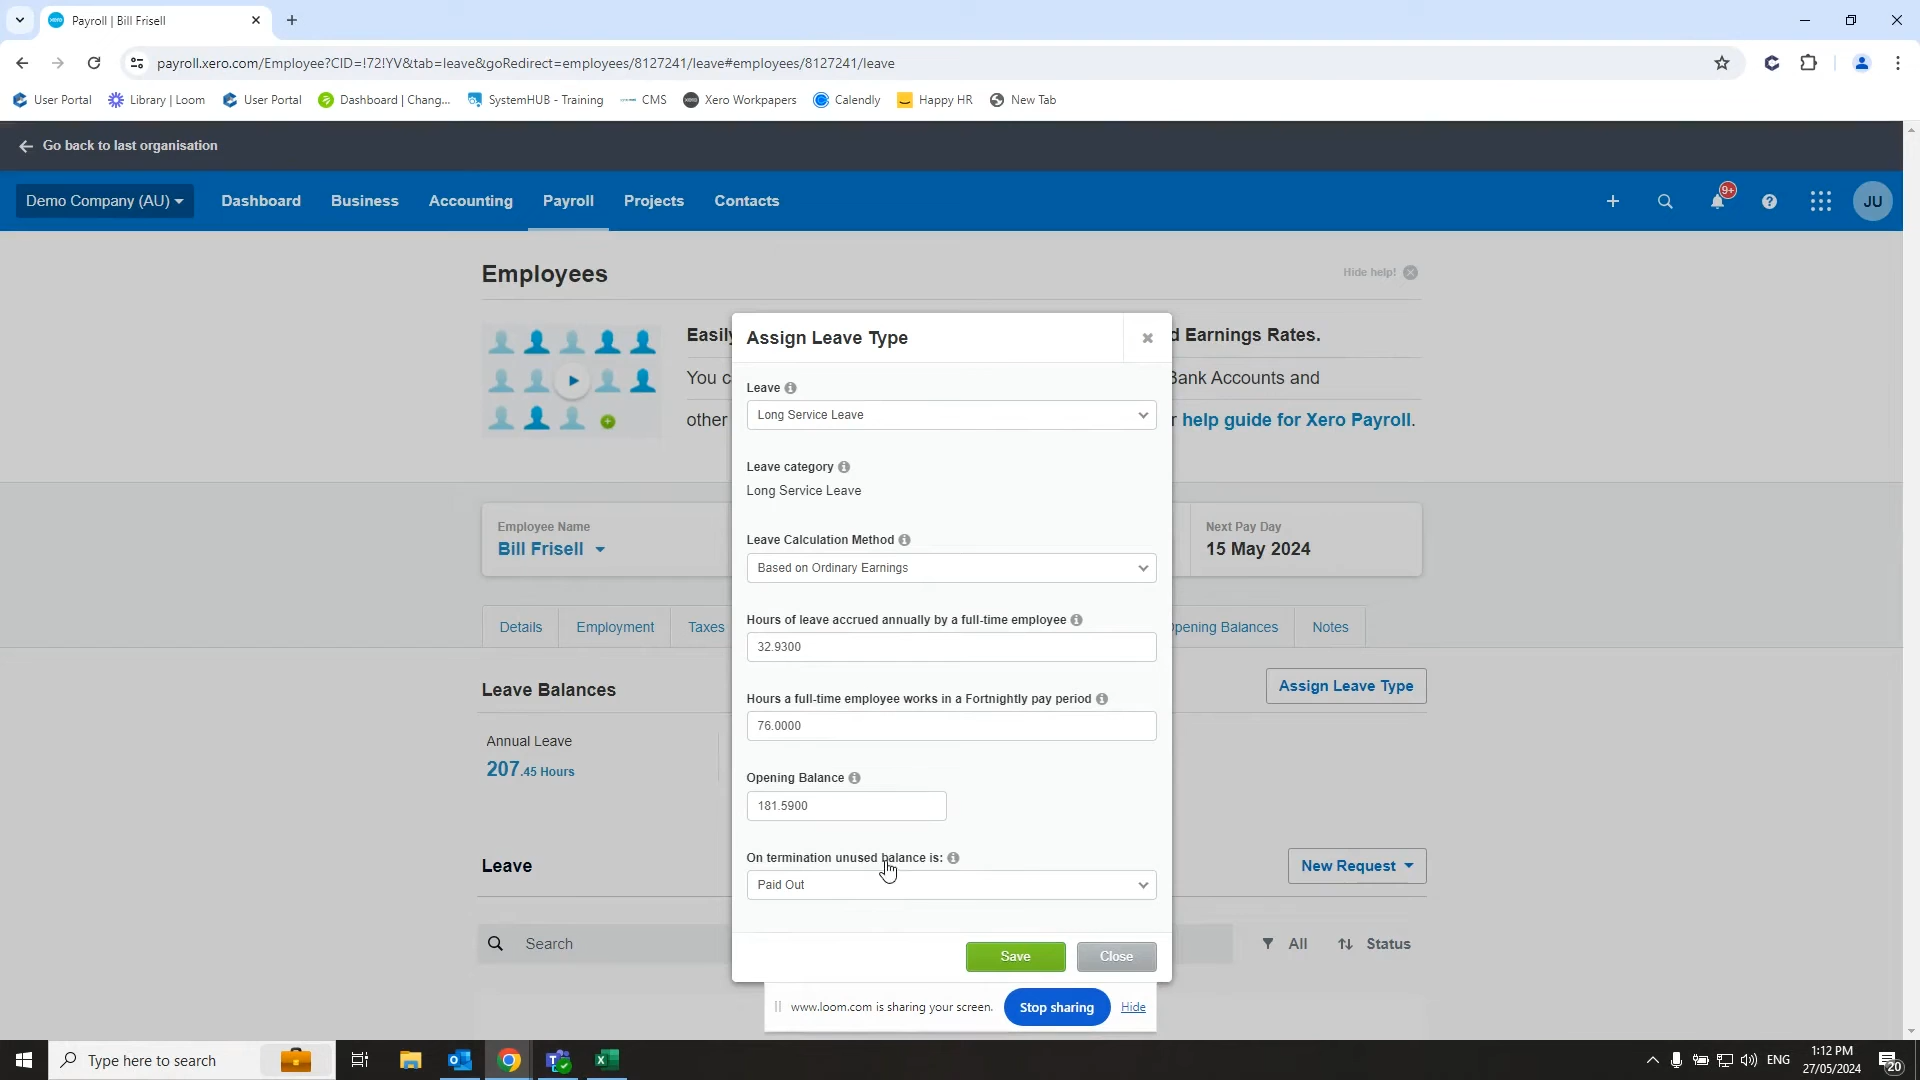 Payroll | Bill Frisell
payroll.xero.com/Employee?CID=!72!YV&tab=leave&goRedirect=employees/8127241/leave#employees/8127241/leave
User Portal
Library | Loom
User Portal
Dashboard | Chang...
SystemHUB - Training
CMS
Xero Workpapers
Calendly
Happy HR
New Tab
Go back to last organisation
Demo Company (AU)
Dashboard
Business
Accounting
Payroll
Projects
Contacts
9+
JU
Employees
Hide help!
Easily
d Earnings Rates.
You c
Bank Accounts and
other
r help guide for Xero Payroll.
Employee Name
Bill Frisell
Next Pay Day
15 May 2024
Details
Employment
Taxes
Opening Balances
Notes
Leave Balances
Assign Leave Type
Annual Leave
207.45 Hours
Leave
New Request
Search
All
Status
Assign Leave Type
Leave
Long Service Leave
Leave category
Long Service Leave
Leave Calculation Method
Based on Ordinary Earnings
Hours of leave accrued annually by a full-time employee
32.9300
Hours a full-time employee works in a Fortnightly pay period
76.0000
Opening Balance
181.5900
On termination unused balance is:
Paid Out
Save
Close
www.loom.com is sharing your screen.
Stop sharing
Hide
Type here to search
ENG
1:12 PM
27/05/2024
20